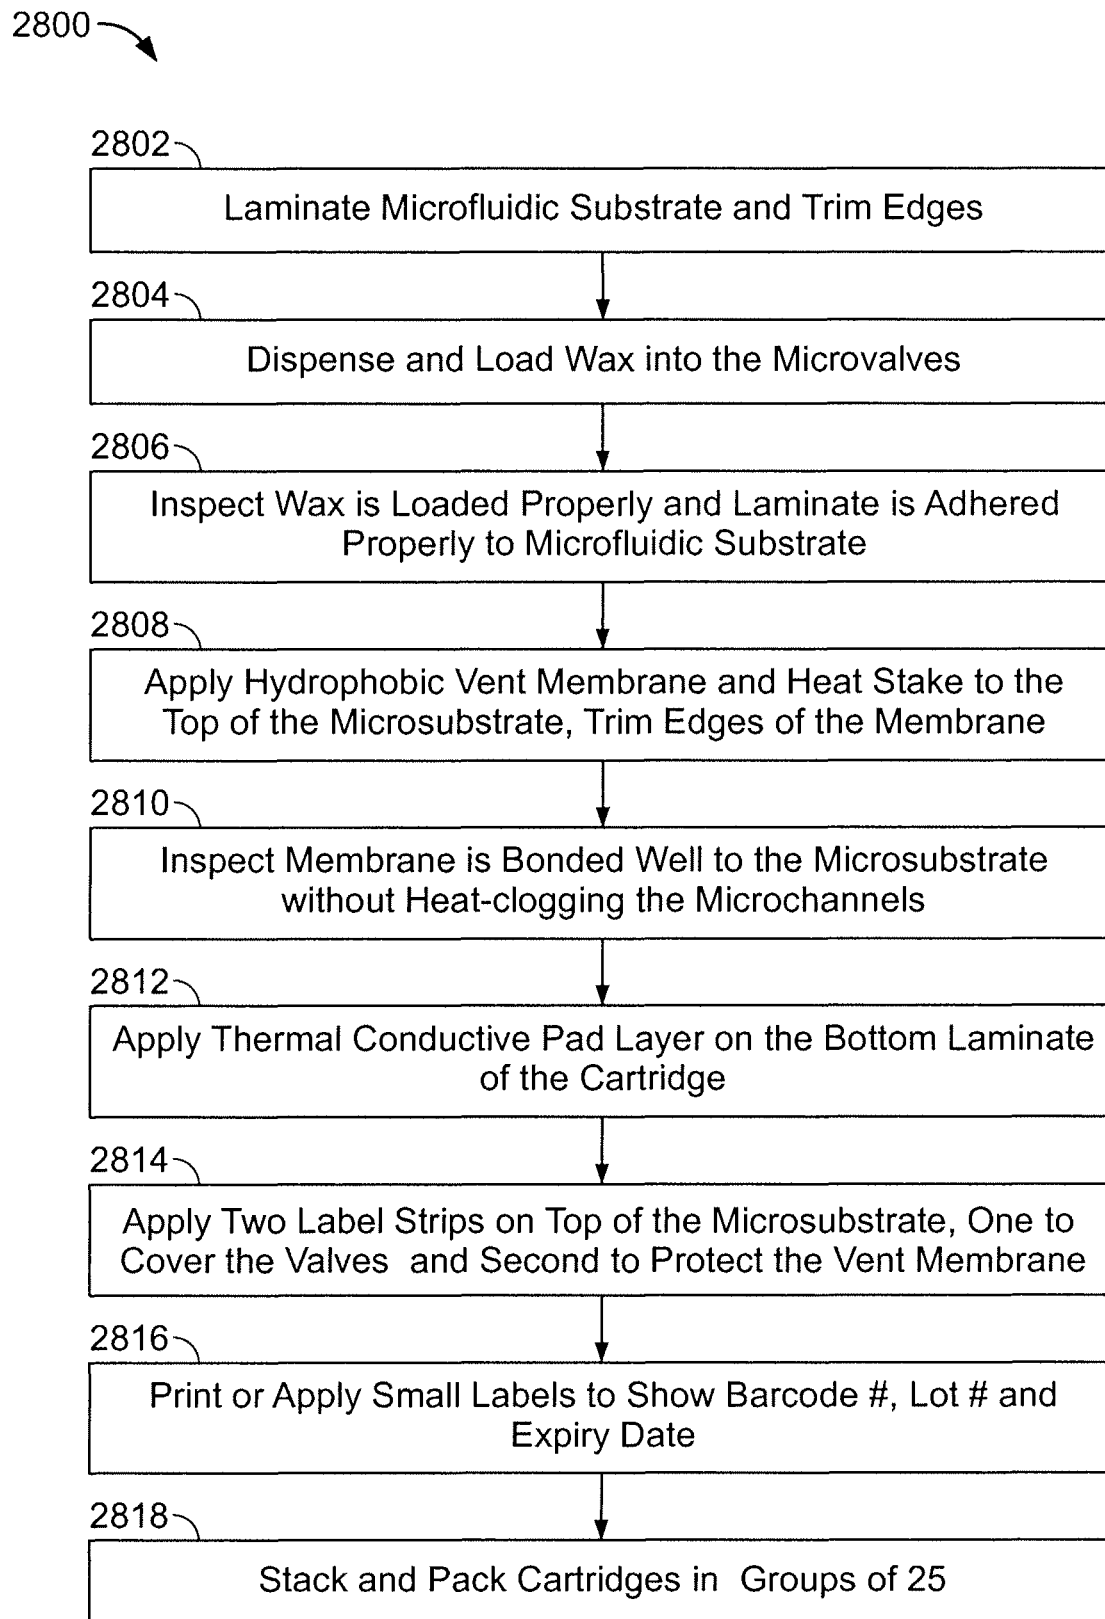 2800
2802
Laminate Microfluidic Substrate and Trim Edges
2804
Dispense and Load Wax into the Microvalves
2806
Inspect Wax is Loaded Properly and Laminate is Adhered
Properly to Microfluidic Substrate
2808
Apply Hydrophobic Vent Membrane and Heat Stake to the
Top of the Microsubstrate, Trim Edges of the Membrane
2810
Inspect Membrane is Bonded Well to the Microsubstrate
without Heat-clogging the Microchannels
2812
Apply Thermal Conductive Pad Layer on the Bottom Laminate
of the Cartridge
2814
Apply Two Label Strips on Top of the Microsubstrate, One to
Cover the Valves and Second to Protect the Vent Membrane
2816
Print or Apply Small Labels to Show Barcode #, Lot # and
Expiry Date
2818
Stack and Pack Cartridges in Groups of 25